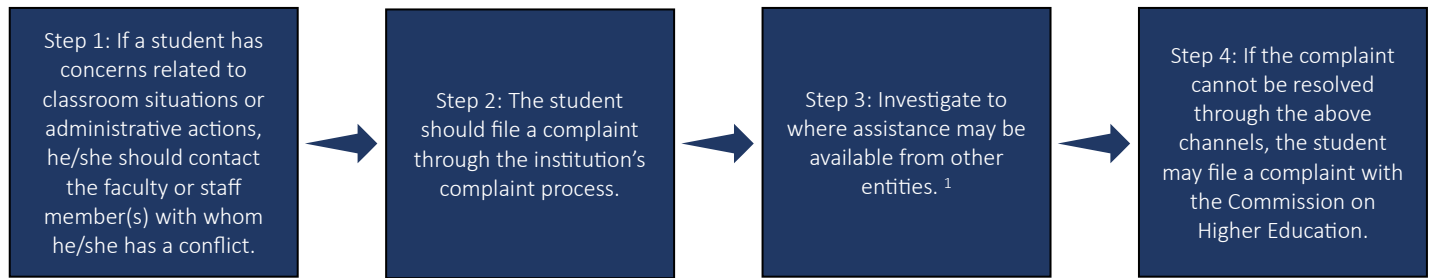 Step 1: If a student has
concerns related to
classroom situations or
administrative actions,
he/she should contact
the faculty or staff
member(s) with whom
he/she has a conflict.
Step 2: The student
should file a complaint
through the institution's
complaint process.
Step 3: Investigate to
where assistance may be
available from other
entities. 1
Step 4: If the complaint
cannot be resolved
through the above
channels, the student
may file a complaint with
the Commission on
Higher Education.